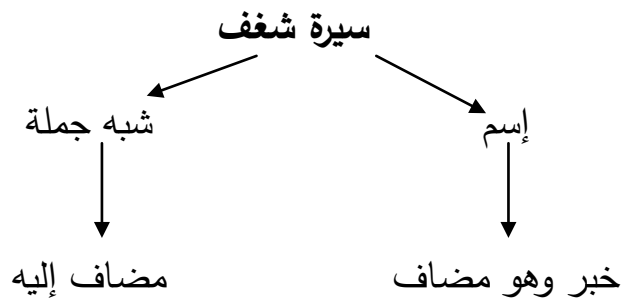 سيرة شغف
إسم
شبه جملة
خبر وهو مضاف
مضاف إليه